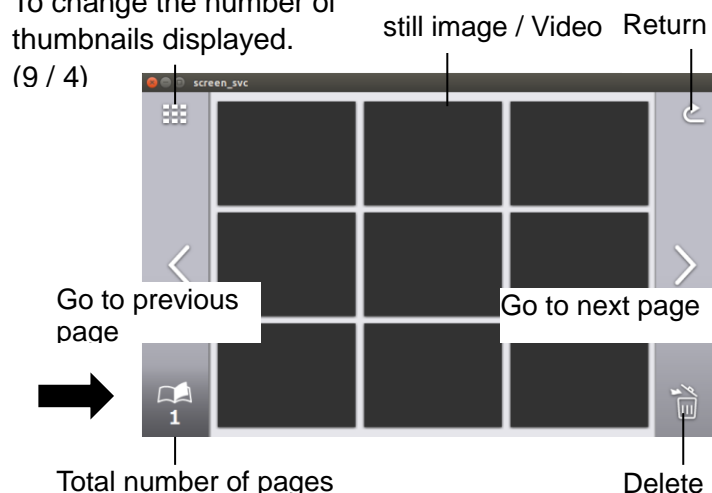 To change the number of
thumbnails displayed.
(9 / 4)
still image / Video
Return
screen_svc
Go to previous
page
Go to next page
1
Total number of pages
Delete